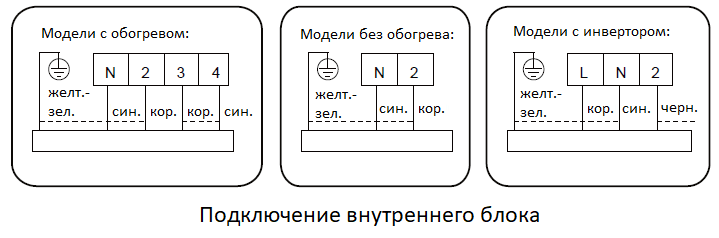 Модели с обогревом:
N 2 3 4
желт.-
зел.
син. кор. кор. син.
Модели без обогрева:
N 2
желт.-
зел.
син. кор.
Модели с инвертором:
L N 2
желт.-
зел.
кор. син. черн.
Подключение внутреннего блока